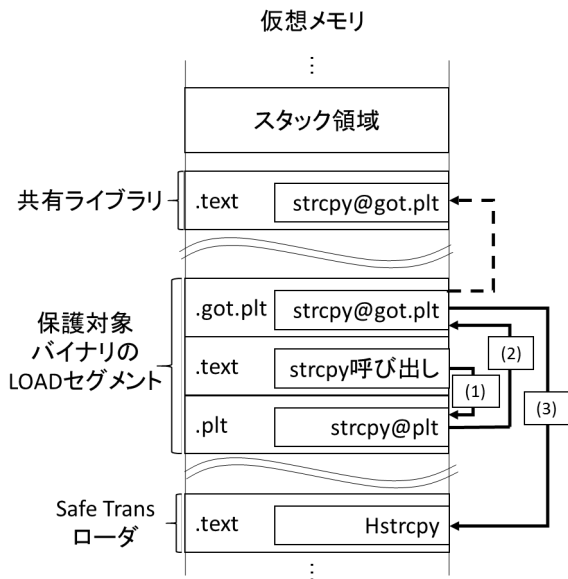 仮想メモリ
…
スタック領域
共有ライブラリ
.text
strcpy@got.plt
保護対象
バイナリの
LOADセグメント
.got.plt
strcpy@got.plt
.text
strcpy呼び出し
.plt
strcpy@plt
(1)
(2)
(3)
Safe Trans
ローダ
.text
Hstrcpy
…